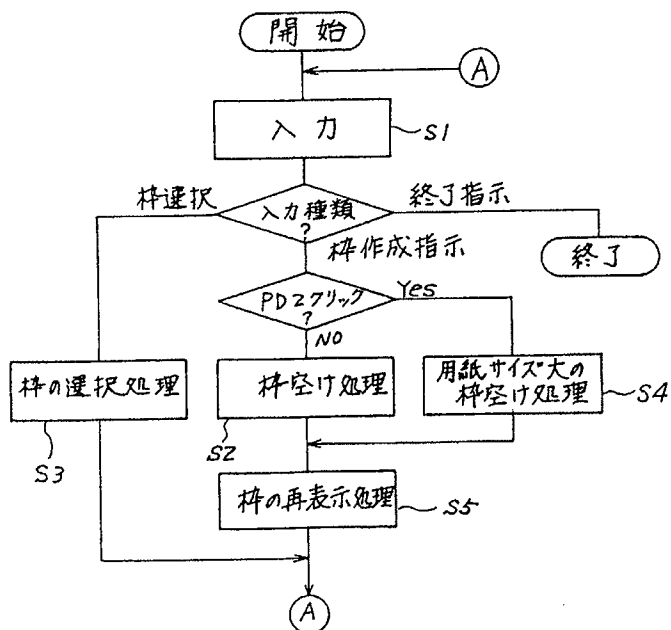 開始
A
入力
S1
枠選択
入力種類
?
終了指示
枠作成指示
終了
PD2クリック
?
Yes
NO
枠の選択処理
S3
枠空け処理
S2
用紙サイズ大の
枠空け処理
S4
枠の再表示処理
S5
A